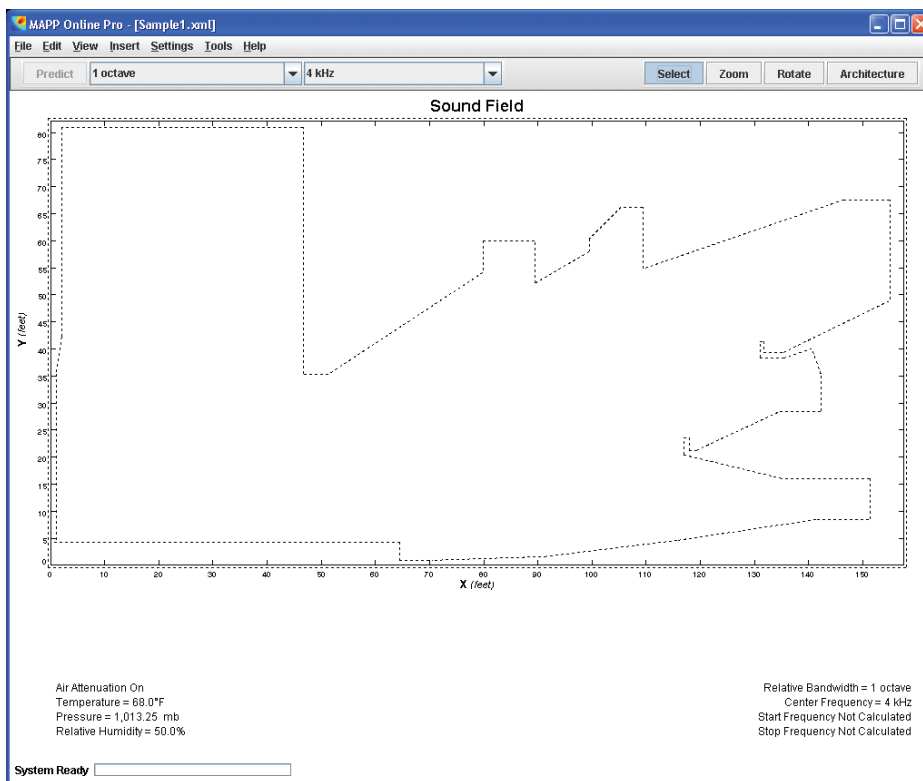 MAPP Online Pro - [Sample1.xml]
File Edit View Insert Settings Tools Help
Predict 1 octave 4 kHz Select Zoom Rotate Architecture
Sound Field
80
75
70
65
60
55
50
45
40
35
30
25
20
15
10
5
0
Y (feet)
0 10 20 30 40 50 60 70 80 90 100 110 120 130 140 150
X (feet)
Air Attenuation On
Temperature = 68.0°F
Pressure = 1,013.25 mb
Relative Humidity = 50.0%
Relative Bandwidth = 1 octave
Center Frequency = 4 kHz
Start Frequency Not Calculated
Stop Frequency Not Calculated
System Ready